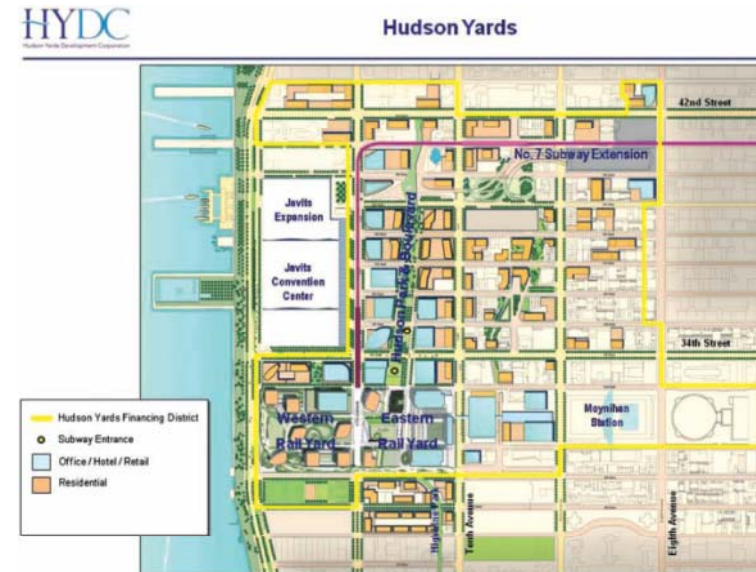 HYDC
Hudson Yards Development Corporation
Hudson Yards
42nd Street
No. 7 Subway Extension
Javits
Expansion
Javits
Convention
Center
Hudson Park & Boulevard
34th Street
Moynihan
Station
Western
Rail Yard
Eastern
Rail Yard
Hudson Yards Financing District
Subway Entrance
Office / Hotel / Retail
Residential
Highline Park
Tenth Avenue
Eighth Avenue